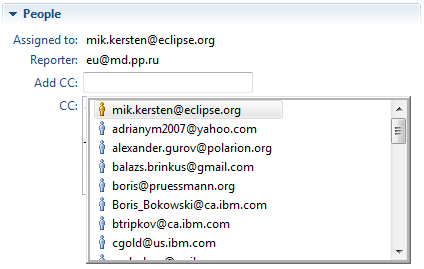 People
Assigned to: mik.kersten@eclipse.org
Reporter: eu@md.pp.ru
Add CC:
CC:
mik.kersten@eclipse.org
adrianym2007@yahoo.com
alexander.gurov@polarion.org
balazs.brinkus@gmail.com
boris@pruessmann.org
Boris_Bokowski@ca.ibm.com
btripkov@ca.ibm.com
cgold@us.ibm.com